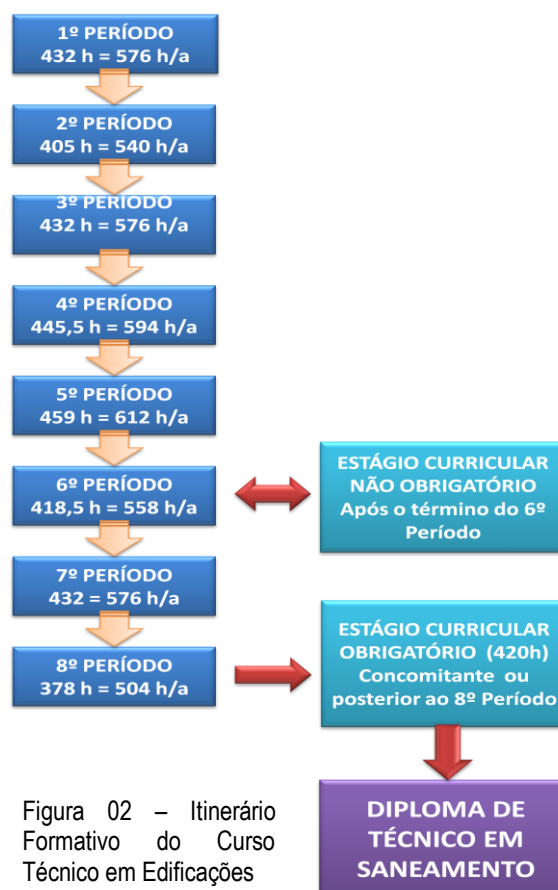 1º PERÍODO
432 h = 576 h/a
2º PERÍODO
405 h = 540 h/a
3º PERÍODO
432 h = 576 h/a
4º PERÍODO
445,5 h = 594 h/a
5º PERÍODO
459 h = 612 h/a
6º PERÍODO
418,5 h = 558 h/a
ESTÁGIO CURRICULAR
NÃO OBRIGATÓRIO
Após o término do 6º
Período
7º PERÍODO
432 = 576 h/a
8º PERÍODO
378 h = 504 h/a
ESTÁGIO CURRICULAR
OBRIGATÓRIO (420h)
Concomitante ou
posterior ao 8º Período
DIPLOMA DE
TÉCNICO EM
SANEAMENTO
Figura 02 – Itinerário
Formativo do Curso
Técnico em Edificações